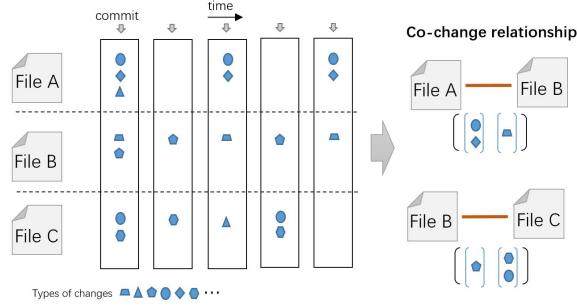 commit
time
Co-change relationship
File A
File B
File C
File A
File B
File B
File C
Types of changes
...